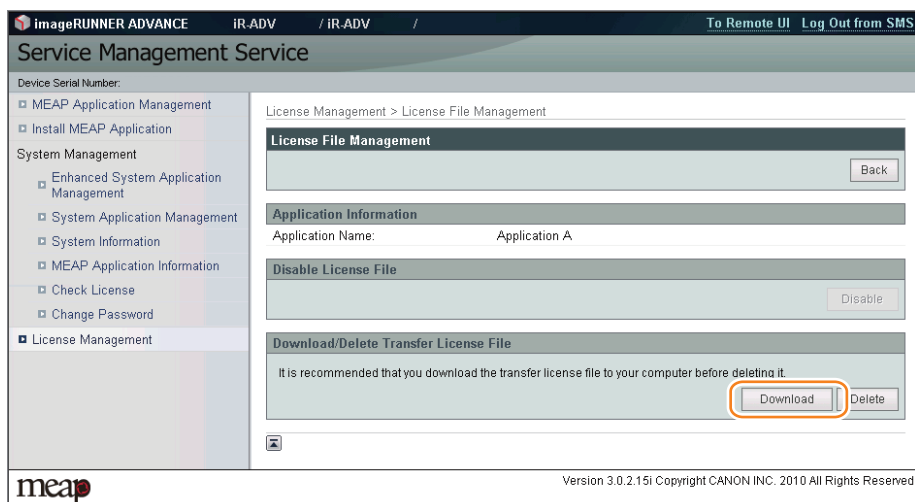 imageRUNNER ADVANCE iR-ADV / iR-ADV / To Remote UI Log Out from SMS
Service Management Service
Device Serial Number:
MEAP Application Management
Install MEAP Application
System Management
Enhanced System Application
Management
System Application Management
System Information
MEAP Application Information
Check License
Change Password
License Management
License Management > License File Management
License File Management
Back
Application Information
Application Name: Application A
Disable License File
Disable
Download/Delete Transfer License File
It is recommended that you download the transfer license file to your computer before deleting it.
Download Delete
meap
Version 3.0.2.15i Copyright CANON INC. 2010 All Rights Reserved